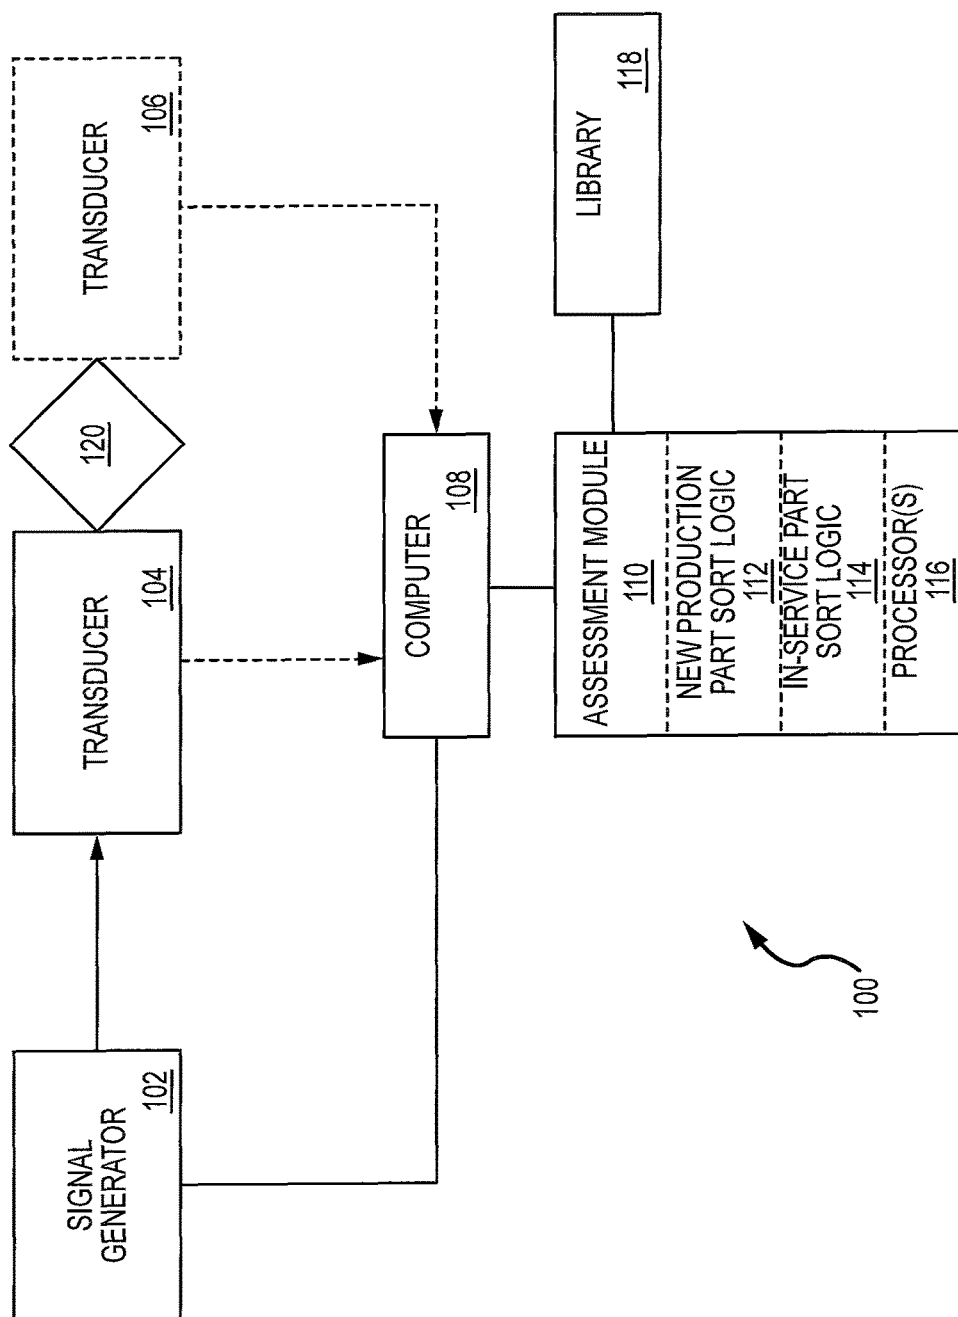 SIGNAL
GENERATOR
102
TRANSDUCER
104
120
TRANSDUCER
106
COMPUTER
108
ASSESSMENT MODULE
110
NEW PRODUCTION
PART SORT LOGIC
112
IN-SERVICE PART
SORT LOGIC
114
PROCESSOR(S)
116
LIBRARY
118
100